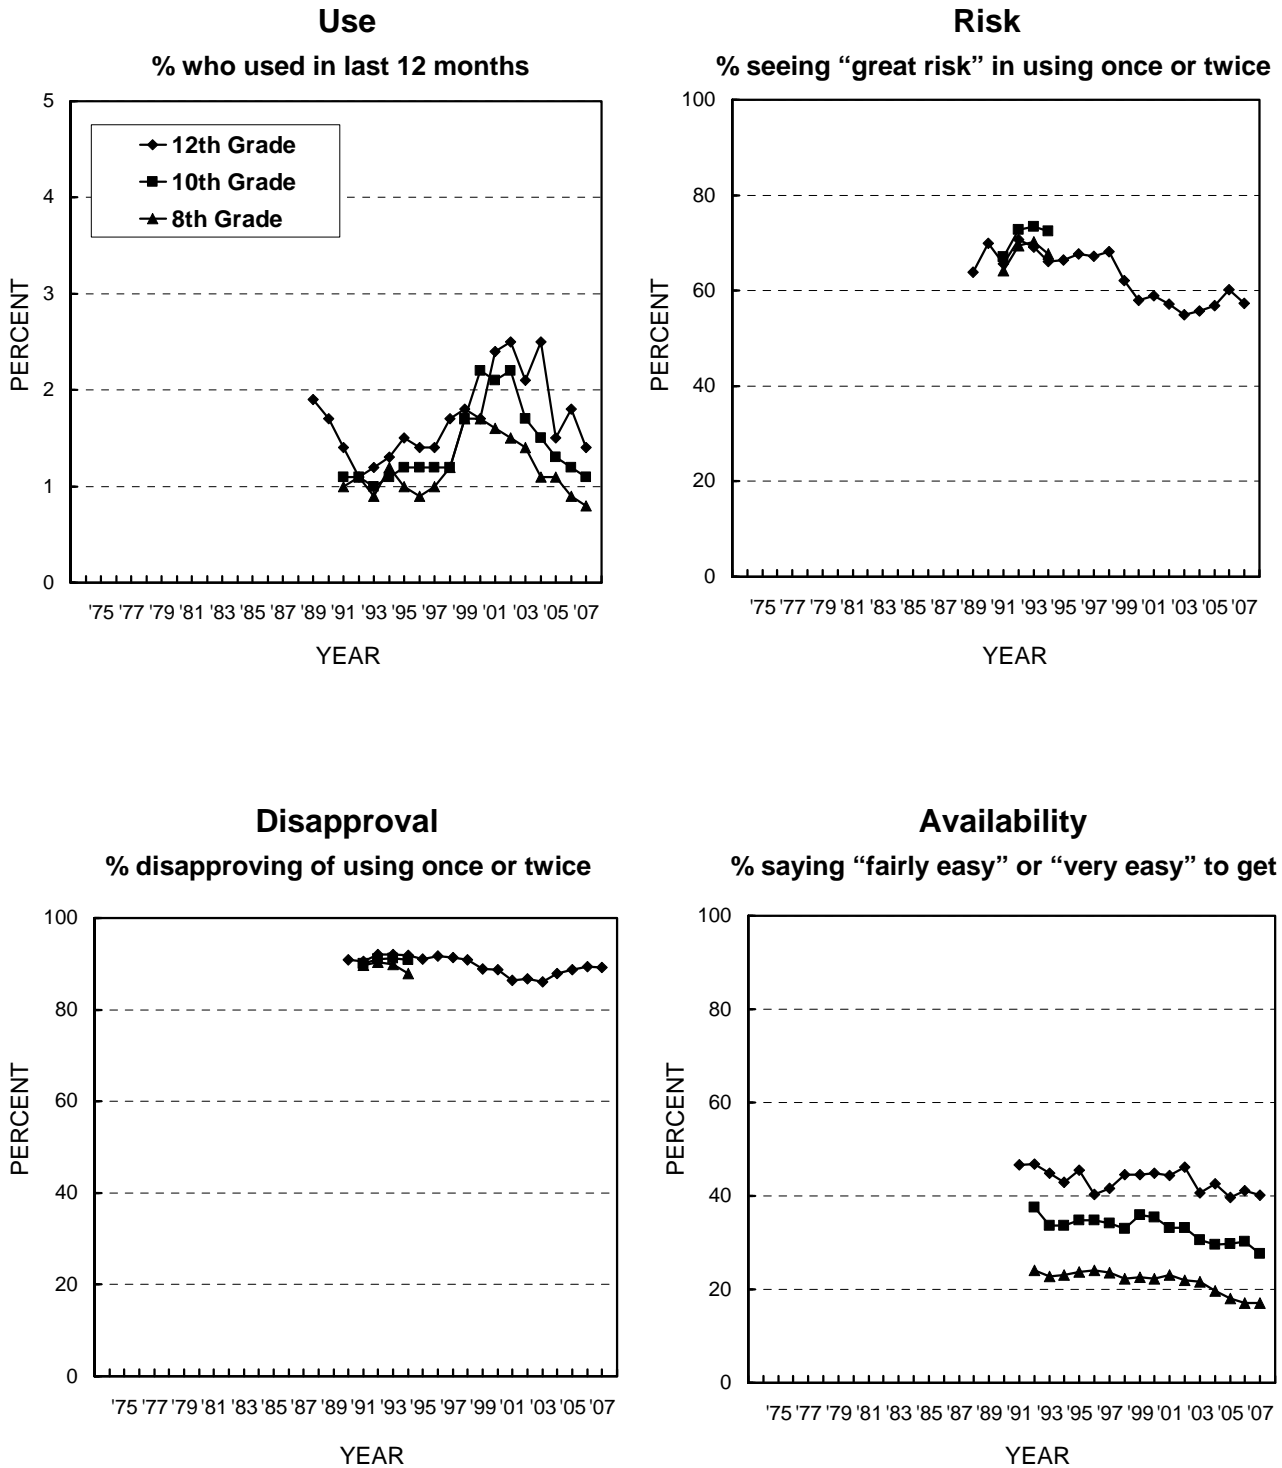 Use
% who used in last 12 months
5
4
3
2
1
0
PERCENT
12th Grade
10th Grade
8th Grade
'75 '77 '79 '81 '83 '85 '87 '89 '91 '93 '95 '97 '99 '01 '03 '05 '07
YEAR
Risk
% seeing “great risk” in using once or twice
100
80
60
40
20
0
PERCENT
'75 '77 '79 '81 '83 '85 '87 '89 '91 '93 '95 '97 '99 '01 '03 '05 '07
YEAR
Disapproval
% disapproving of using once or twice
100
80
60
40
20
0
PERCENT
'75 '77 '79 '81 '83 '85 '87 '89 '91 '93 '95 '97 '99 '01 '03 '05 '07
YEAR
Availability
% saying “fairly easy” or “very easy” to get
100
80
60
40
20
0
PERCENT
'75 '77 '79 '81 '83 '85 '87 '89 '91 '93 '95 '97 '99 '01 '03 '05 '07
YEAR